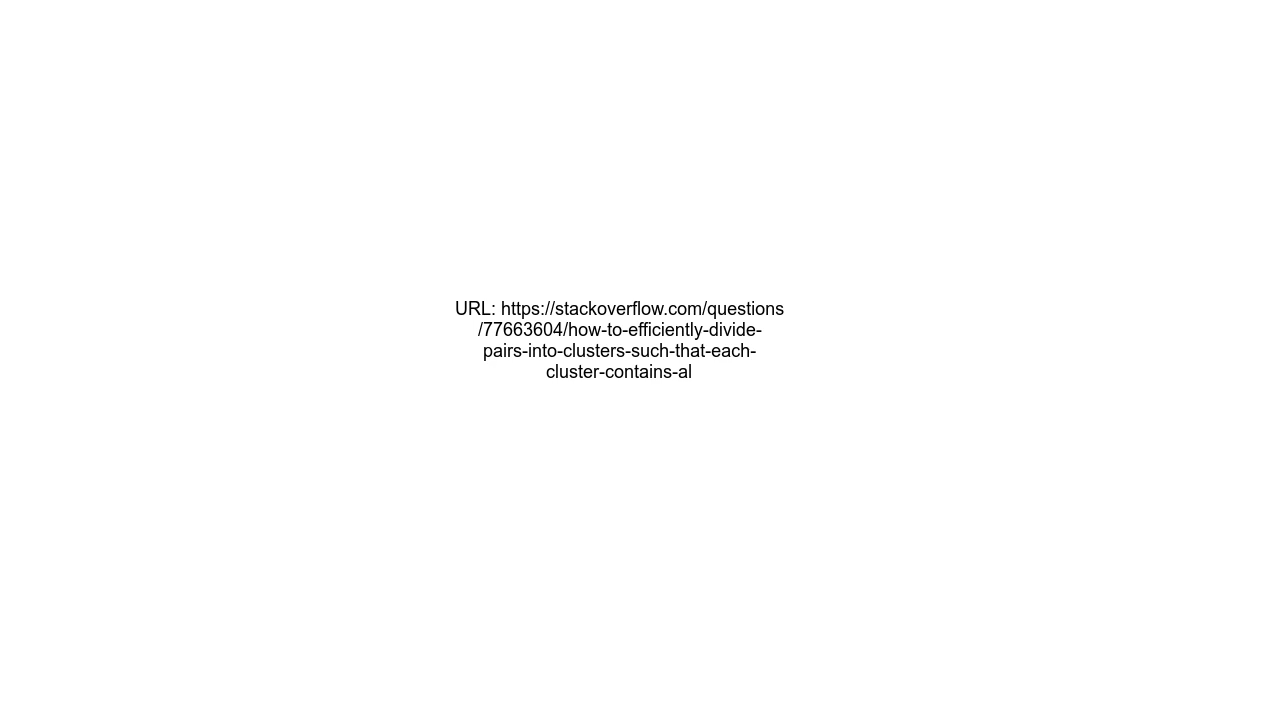 URL: https://stackoverflow.com/questions
/77663604/how-to-efficiently-divide-
pairs-into-clusters-such-that-each-
cluster-contains-al